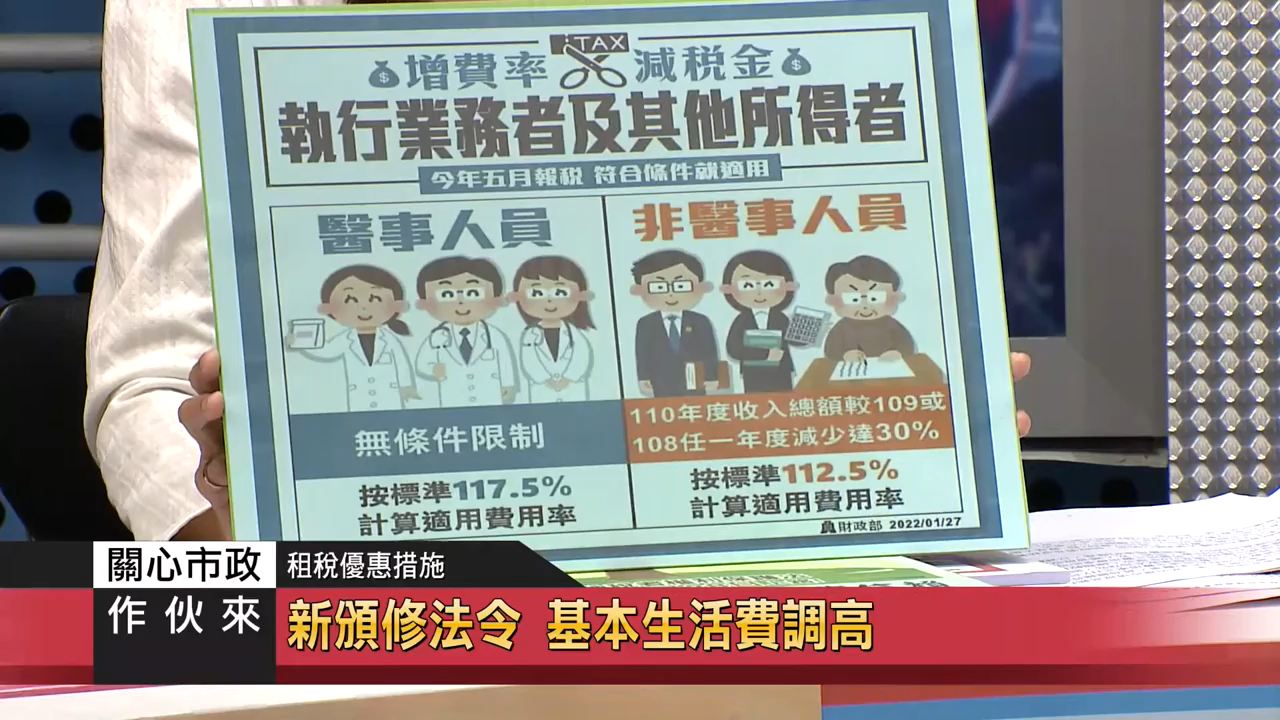 TAX
增費率 減稅金
$ $
執行業務者及其他所得者
今年五月報稅 符合條件就適用
醫事人員
無條件限制
按標準117.5%
計算適用費用率
非醫事人員
110年度收入總額較109或
108任一年度減少達30%
按標準112.5%
計算適用費用率
財政部 2022/01/27
關心市政
作伙來
租稅優惠措施
新頒修法令 基本生活費調高